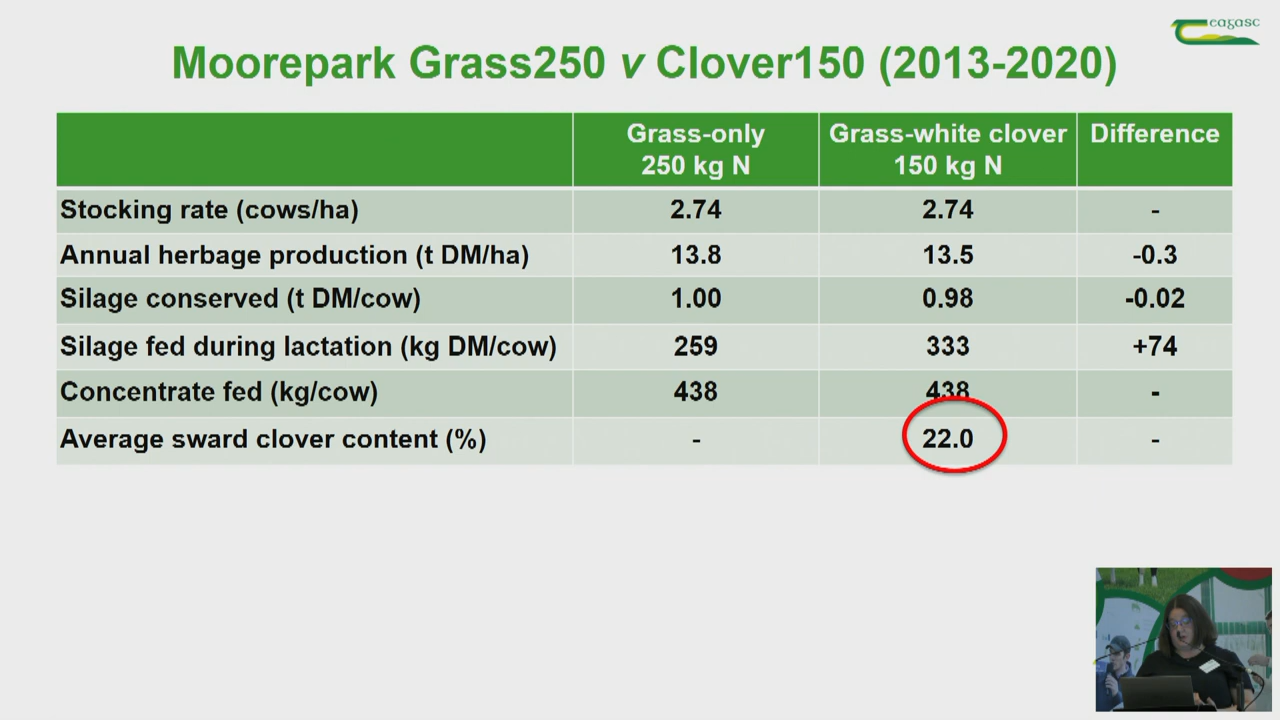 Teagasc
Moorepark Grass250 v Clover150 (2013-2020)
Grass-only Grass-white clover Difference
250 kg N 150 kg N
Stocking rate (cows/ha) 2.74 2.74 -
Annual herbage production (t DM/ha) 13.8 13.5 -0.3
Silage conserved (t DM/cow) 1.00 0.98 -0.02
Silage fed during lactation (kg DM/cow) 259 333 +74
Concentrate fed (kg/cow) 438 438 -
Average sward clover content (%) - 22.0 -